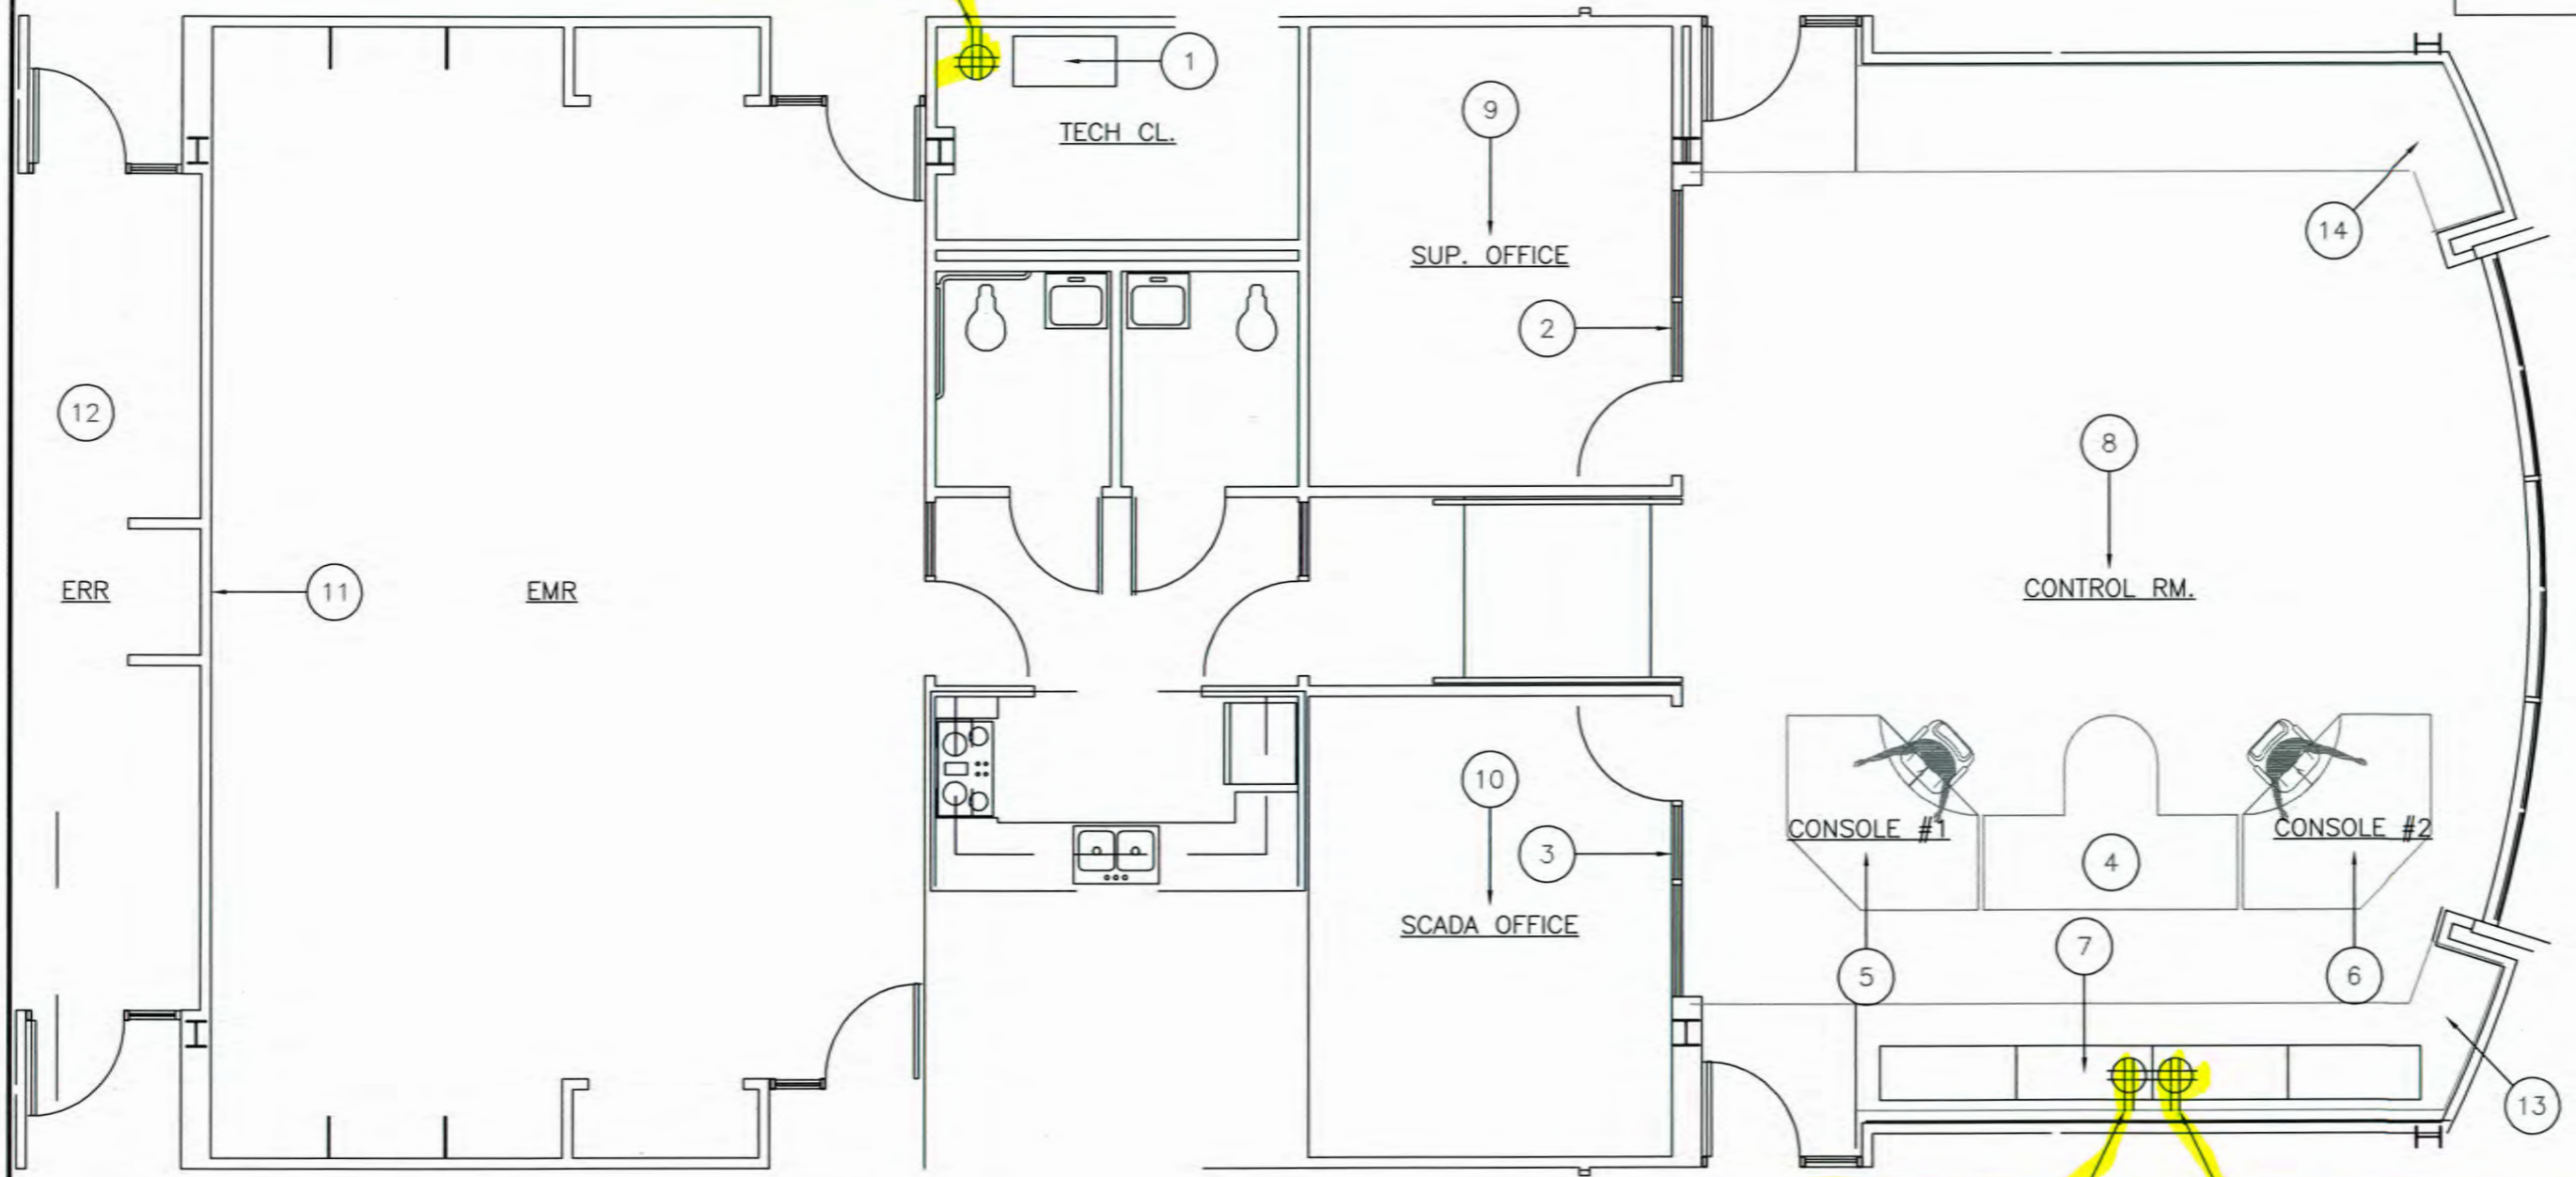 1
TECH CL.
9
SUP. OFFICE
14
2
12
8
ERR
11
EMR
CONTROL RM.
10
3
CONSOLE #1
CONSOLE #2
4
SCADA OFFICE
7
5
6
13